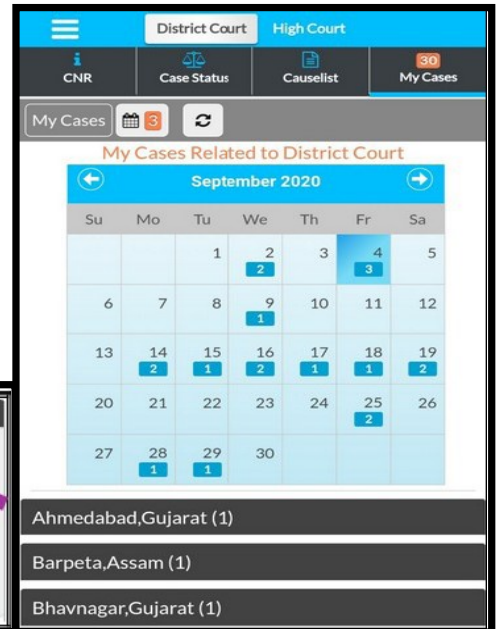 District Court High Court
CNR Case Status Causelist 30 My Cases
My Cases 3
My Cases Related to District Court
September 2020
Su Mo Tu We Th Fr Sa
1 2 3 4 5
2 3
6 7 8 9 10 11 12
1
13 14 15 16 17 18 19
2 1 2 1 1 2
20 21 22 23 24 25 26
2
27 28 29 30
1 1
Ahmedabad,Gujarat (1)
Barpeta,Assam (1)
Bhavnagar,Gujarat (1)